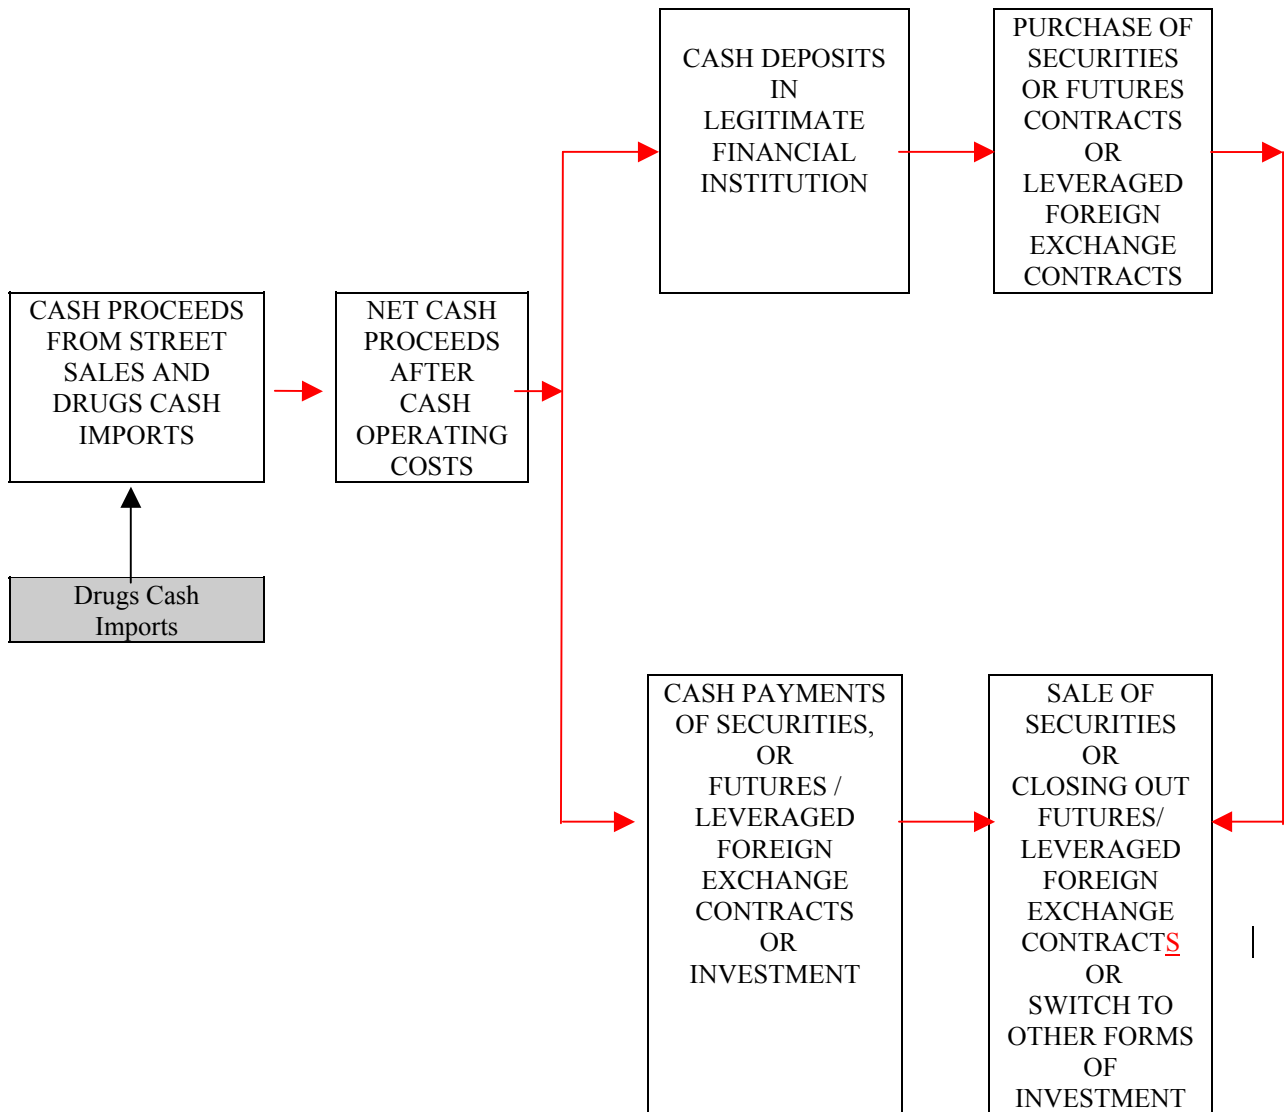 CASH DEPOSITS
IN
LEGITIMATE
FINANCIAL
INSTITUTION
PURCHASE OF
SECURITIES
OR FUTURES
CONTRACTS
OR
LEVERAGED
FOREIGN
EXCHANGE
CONTRACTS
CASH PROCEEDS
FROM STREET
SALES AND
DRUGS CASH
IMPORTS
NET CASH
PROCEEDS
AFTER
CASH
OPERATING
COSTS
Drugs Cash
Imports
CASH PAYMENTS
OF SECURITIES,
OR
FUTURES /
LEVERAGED
FOREIGN
EXCHANGE
CONTRACTS
OR
INVESTMENT
SALE OF
SECURITIES
OR
CLOSING OUT
FUTURES/
LEVERAGED
FOREIGN
EXCHANGE
CONTRACTS
OR
SWITCH TO
OTHER FORMS
OF
INVESTMENT